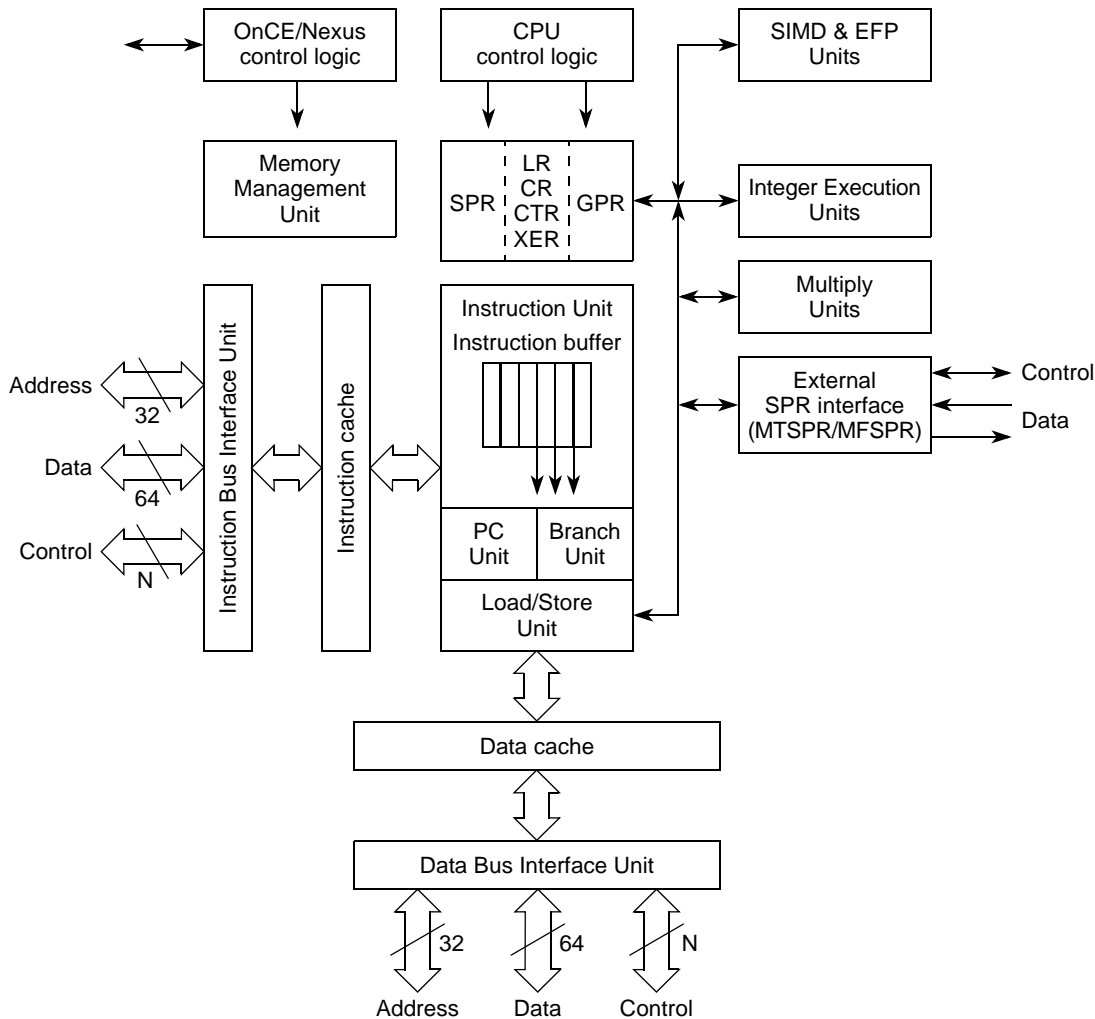 OnCE/Nexus
control logic
CPU
control logic
SIMD & EFP
Units
Memory
Management
Unit
SPR
LR
CR
CTR
XER
GPR
Integer Execution
Units
Multiply
Units
External
SPR interface
(MTSPR/MFSPR)
Control
Data
Address
32
Data
64
Control
N
Instruction Bus Interface Unit
Instruction cache
Instruction Unit
Instruction buffer
PC
Unit
Branch
Unit
Load/Store
Unit
Data cache
Data Bus Interface Unit
32
64
N
Address
Data
Control